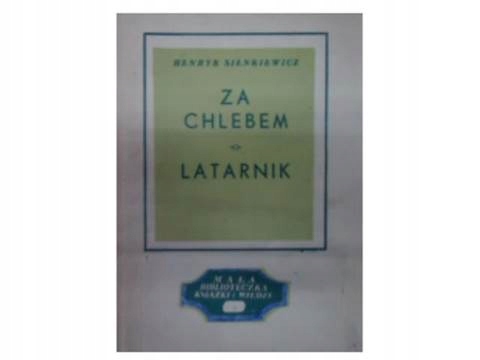 HENRYK SIENKIEWICZ
ZA
CHLEBEM
LATARNIK
MAŁA
BIBLIOTECZKA
KSIĄŻKI I WIEDZY